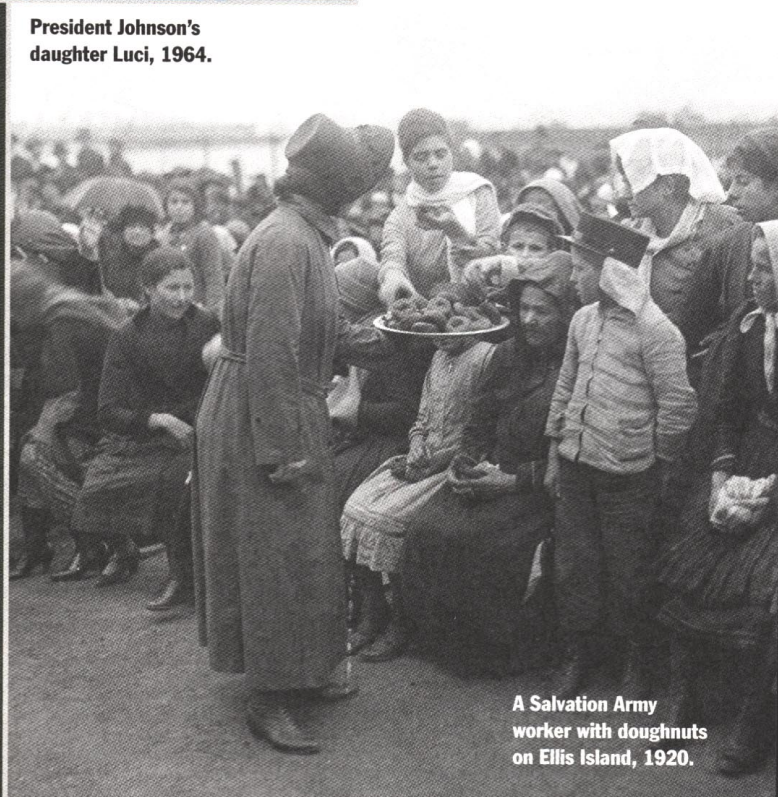 President Johnson's
daughter Luci, 1964.
A Salvation Army
worker with doughnuts
on Ellis Island, 1920.